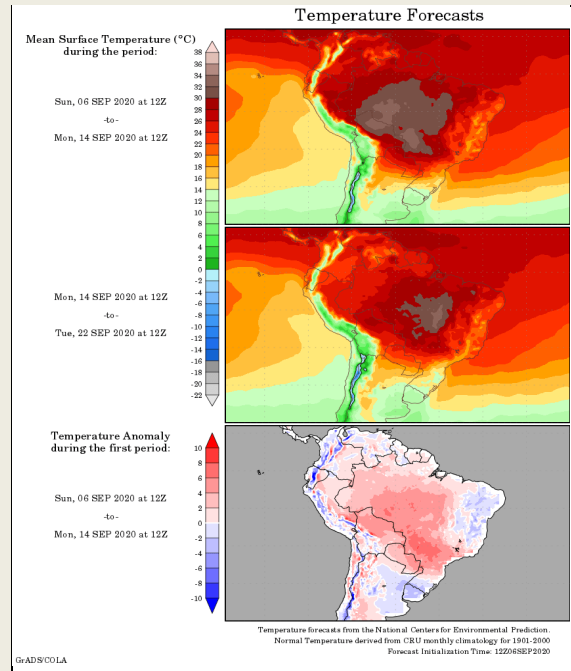 Temperature Forecasts
Mean Surface Temperature (°C)
during the period:
Sun, 06 SEP 2020 at 12Z
-to-
Mon, 14 SEP 2020 at 12Z
38
36
34
32
30
28
26
24
22
20
18
16
14
12
10
8
6
4
2
0
-2
-4
-6
-8
-10
-12
-14
-16
-18
-20
-22
Mon, 14 SEP 2020 at 12Z
-to-
Tue, 22 SEP 2020 at 12Z
Temperature Anomaly
during the first period:
Sun, 06 SEP 2020 at 12Z
-to-
Mon, 14 SEP 2020 at 12Z
10
8
6
4
2
0
-2
-4
-6
-8
-10
Temperature forecasts from the National Centers for Environmental Prediction.
Normal Temperature derived from CRU monthly climatology for 1901-2000
Forecast Initialization Time: 12Z06SEP2020
GrADS/COLA